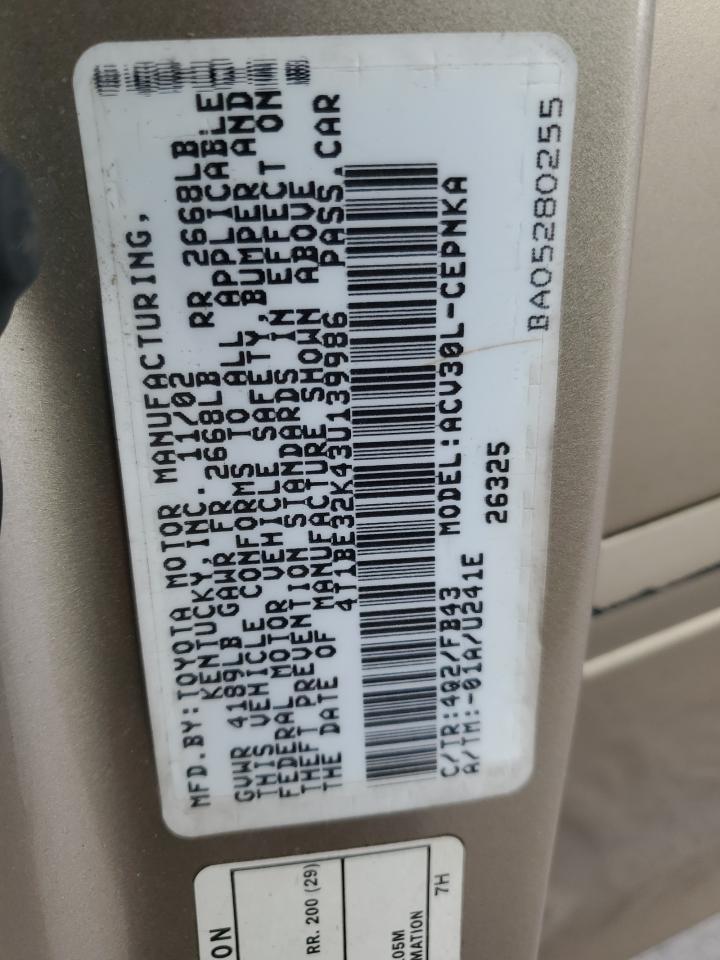 MFD.BY:TOYOTA MOTOR MANUFACTURING,
KENTUCKY,INC. 11/02
GVWR 4189LB GAWR FR 2668LB RR 2668LB
THIS VEHICLE CONFORMS TO ALL APPLICABLE
FEDERAL MOTOR VEHICLE SAFETY,BUMPER AND
THEFT PREVENTION STANDARDS IN EFFECT ON
THE DATE OF MANUFACTURE SHOWN ABOVE
4T1BE32K43U139986 PASS.CAR
C/TR:4Q2/FB43 MODEL:ACV30L-CEPNKA
A/TM:-01A/U241E 26325
BA05280255
ON
RR. 200 (29)
.05M
MATION
7H